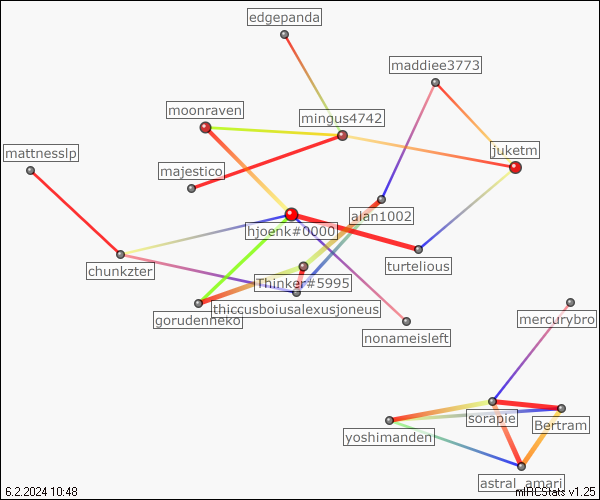 edgepanda
maddiee3773
moonraven
mingus4742
mattnesslp
juketm
majestico
alan1002
hjoenk#0000
chunkzter
turtelious
Thinker#5995
thiccusboiusalexusjoneus
gorudenneko
mercurybro
nonameisleft
sorapie
Bertram
yoshimanden
astral_amari
6.2.2024 10:48
mIRCStats v1.25